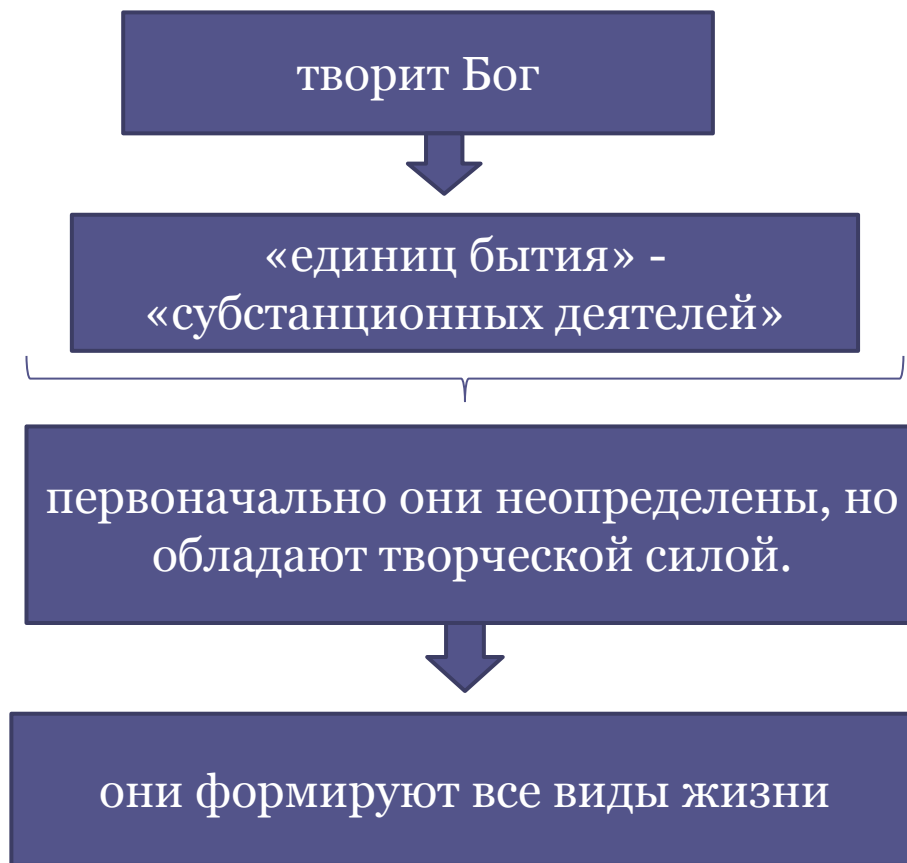 творит Бог
«единиц бытия» -
«субстанционных деятелей»
первоначально они неопределены, но
обладают творческой силой.
они формируют все виды жизни